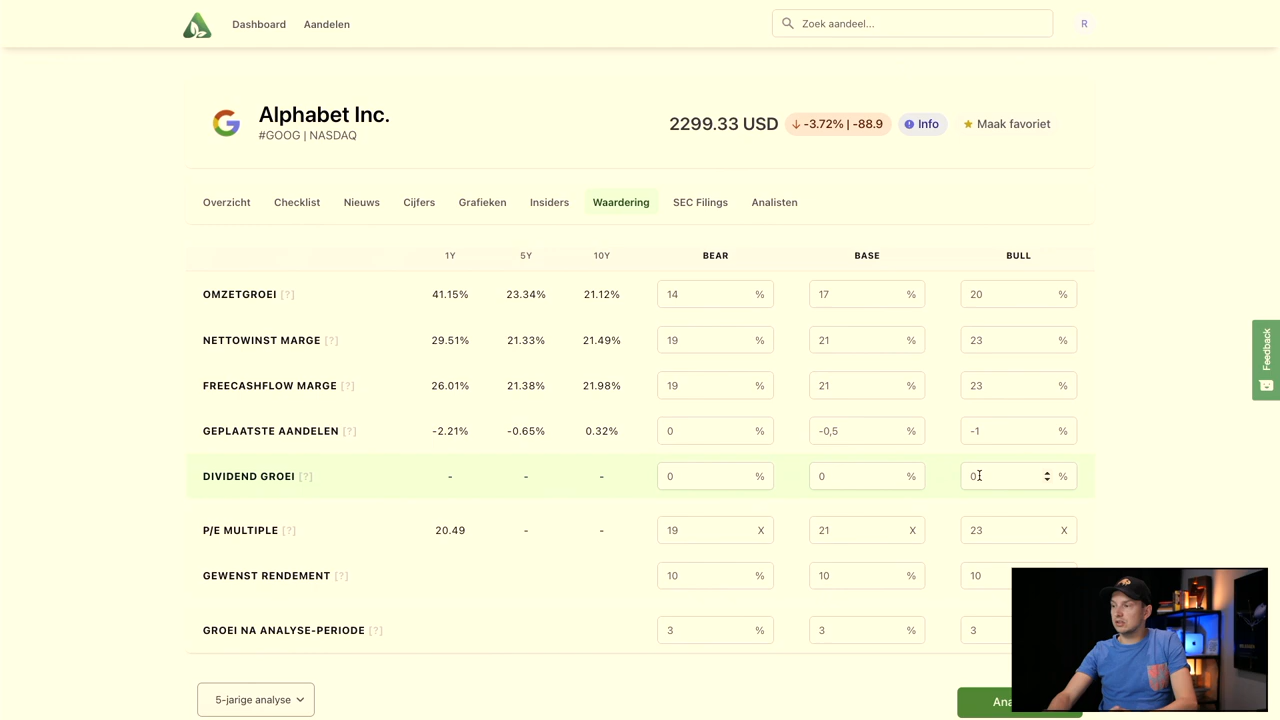 Dashboard Aandelen Zoek aandeel... R
Alphabet Inc.
#GOOG | NASDAQ
2299.33 USD -3.72% | -88.9 Info Maak favoriet
Overzicht Checklist Nieuws Cijfers Grafieken Insiders Waardering SEC Filings Analisten
1Y 5Y 10Y BEAR BASE BULL
OMZETGROEI [?] 41.15% 23.34% 21.12% 14 % 17 % 20 %
NETTOWINST MARGE [?] 29.51% 21.33% 21.49% 19 % 21 % 23 %
FREECASHFLOW MARGE [?] 26.01% 21.38% 21.98% 19 % 21 % 23 %
GEPLAATSTE AANDELEN [?] -2.21% -0.65% 0.32% 0 % -0,5 % -1 %
DIVIDEND GROEI [?] - - - 0 % 0 % 0 %
P/E MULTIPLE [?] 20.49 - - 19 X 21 X 23 X
GEWENST RENDEMENT [?] 10 % 10 % 10
GROEI NA ANALYSE-PERIODE [?] 3 % 3 % 3
5-jarige analyse
Feedback